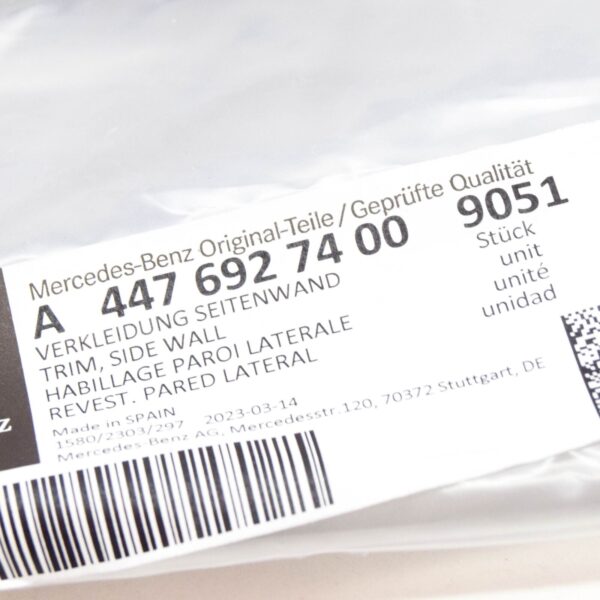 Mercedes-Benz Original-Teile / Geprüfte Qualität
A 447 692 74 00 9051
VERKLEIDUNG SEITENWAND
TRIM, SIDE WALL
HABILLAGE PAROI LATERALE
REVEST. PARED LATERAL
Stück
unit
unité
unidad
Made in SPAIN
1580/2303/297 2023-03-14
Mercedes Benz AG, Mercedesstr.120, 70372 Stuttgart, DE
z